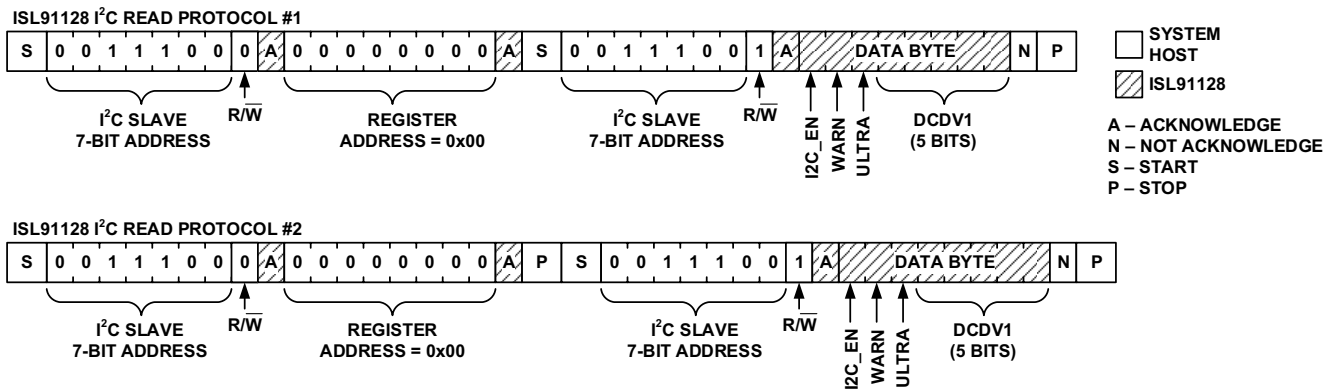 ISL91128 I²C READ PROTOCOL #1
S 0 0 1 1 1 0 0 0 A 0 0 0 0 0 0 0 0 A S 0 0 1 1 1 0 0 1 A DATA BYTE N P
I²C SLAVE
7-BIT ADDRESS
R/W̅
REGISTER
ADDRESS = 0x00
I²C SLAVE
7-BIT ADDRESS
R/W̅
I2C_EN
WARN
ULTRA
DCDV1
(5 BITS)
SYSTEM
HOST
ISL91128
A – ACKNOWLEDGE
N – NOT ACKNOWLEDGE
S – START
P – STOP
ISL91128 I²C READ PROTOCOL #2
S 0 0 1 1 1 0 0 0 A 0 0 0 0 0 0 0 0 A P S 0 0 1 1 1 0 0 1 A DATA BYTE N P
I²C SLAVE
7-BIT ADDRESS
R/W̅
REGISTER
ADDRESS = 0x00
I²C SLAVE
7-BIT ADDRESS
R/W̅
I2C_EN
WARN
ULTRA
DCDV1
(5 BITS)